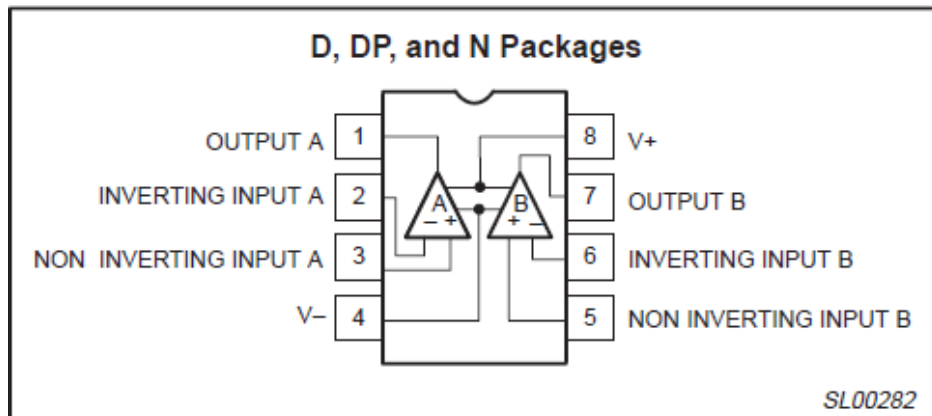 D, DP, and N Packages
OUTPUT A 1
8 V+
INVERTING INPUT A 2
7 OUTPUT B
A
B
– +
+ –
NON INVERTING INPUT A 3
6 INVERTING INPUT B
V– 4
5 NON INVERTING INPUT B
SL00282